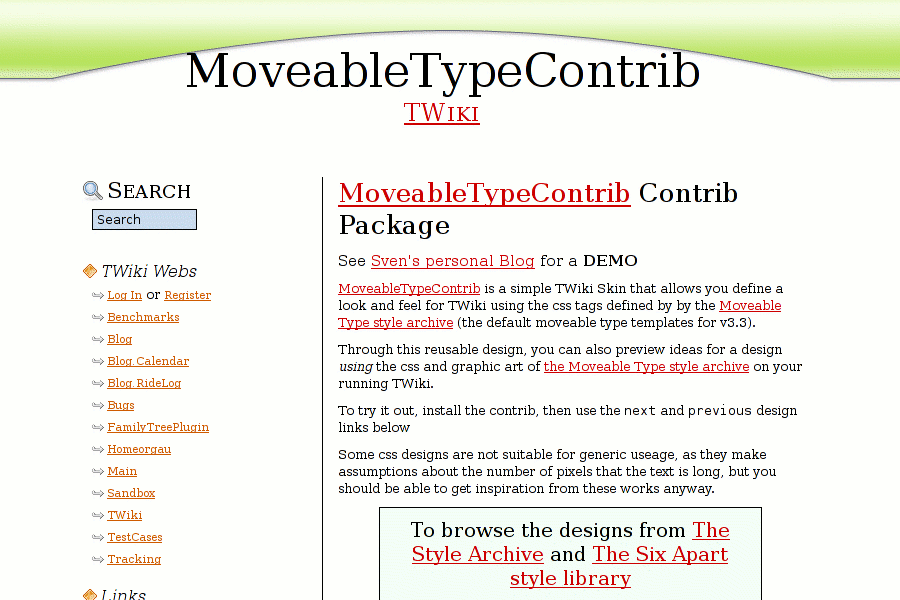 MoveableTypeContrib
TWiki
Search
Search
TWiki Webs
Log In or Register
Benchmarks
Blog
Blog.Calendar
Blog.RideLog
Bugs
FamilyTreePlugin
Homeorgau
Main
Sandbox
TWiki
TestCases
Tracking
Links
MoveableTypeContrib Contrib
Package
See Sven's personal Blog for a DEMO
MoveableTypeContrib is a simple TWiki Skin that allows you define a
look and feel for TWiki using the css tags defined by by the Moveable
Type style archive (the default moveable type templates for v3.3).
Through this reusable design, you can also preview ideas for a design
using the css and graphic art of the Moveable Type style archive on your
running TWiki.
To try it out, install the contrib, then use the next and previous design
links below
Some css designs are not suitable for generic useage, as they make
assumptions about the number of pixels that the text is long, but you
should be able to get inspiration from these works anyway.
To browse the designs from The
Style Archive and The Six Apart
style library